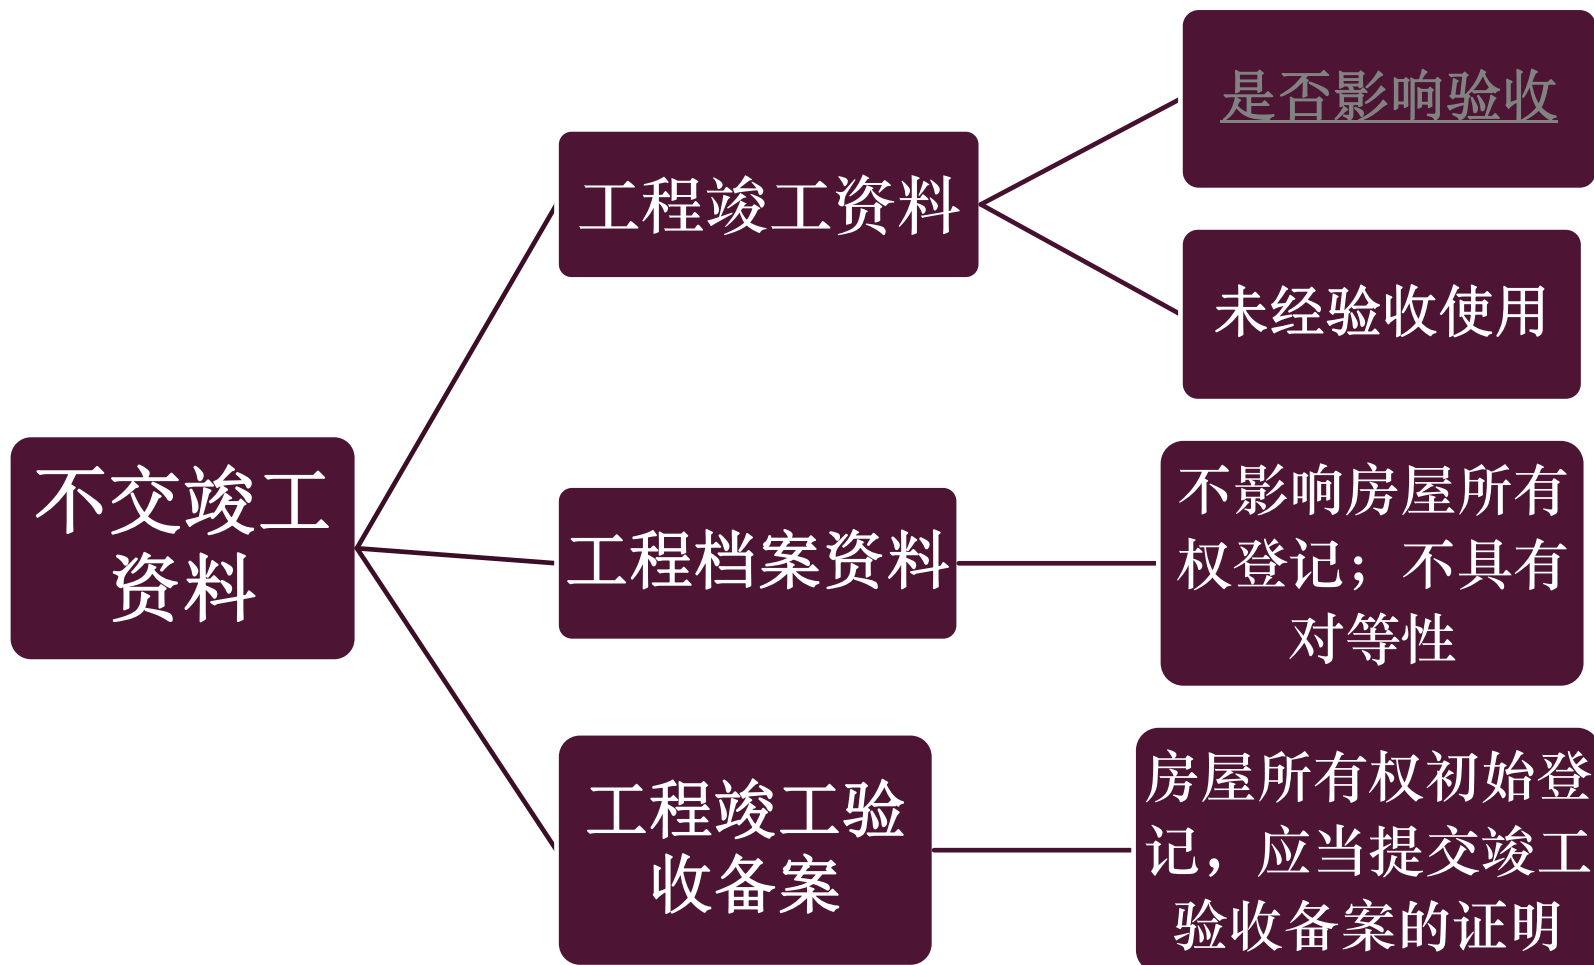 不交竣工
资料
工程竣工资料
是否影响验收
未经验收使用
工程档案资料
不影响房屋所有
权登记；不具有
对等性
工程竣工验
收备案
房屋所有权初始登
记，应当提交竣工
验收备案的证明